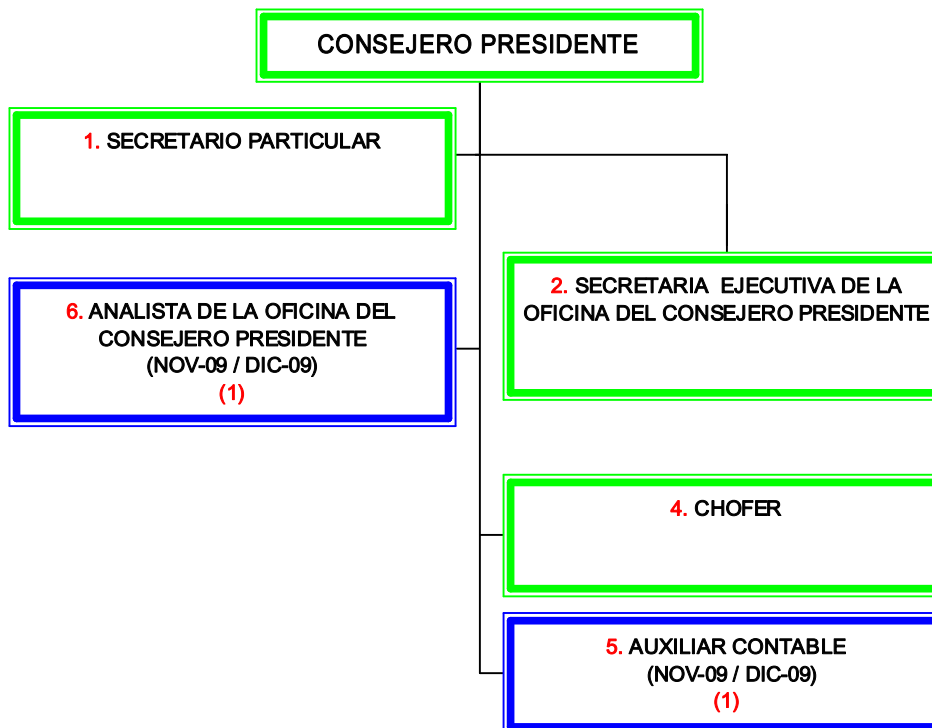 CONSEJERO PRESIDENTE
1. SECRETARIO PARTICULAR
2. SECRETARIA EJECUTIVA DE LA
OFICINA DEL CONSEJERO PRESIDENTE
6. ANALISTA DE LA OFICINA DEL
CONSEJERO PRESIDENTE
(NOV-09 / DIC-09)
(1)
4. CHOFER
5. AUXILIAR CONTABLE
(NOV-09 / DIC-09)
(1)